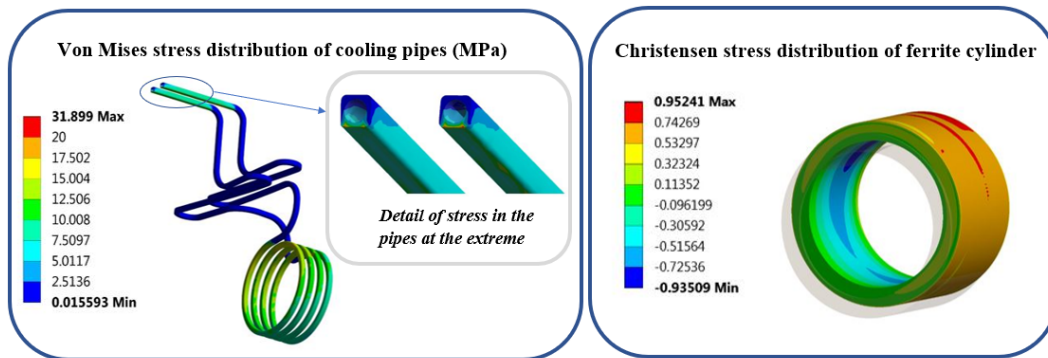 Von Mises stress distribution of cooling pipes (MPa)
31.899 Max
20
17.502
15.004
12.506
10.008
7.5097
5.0117
2.5136
0.015593 Min
Detail of stress in the
pipes at the extreme
Christensen stress distribution of ferrite cylinder
0.95241 Max
0.74269
0.53297
0.32324
0.11352
-0.096199
-0.30592
-0.51564
-0.72536
-0.93509 Min